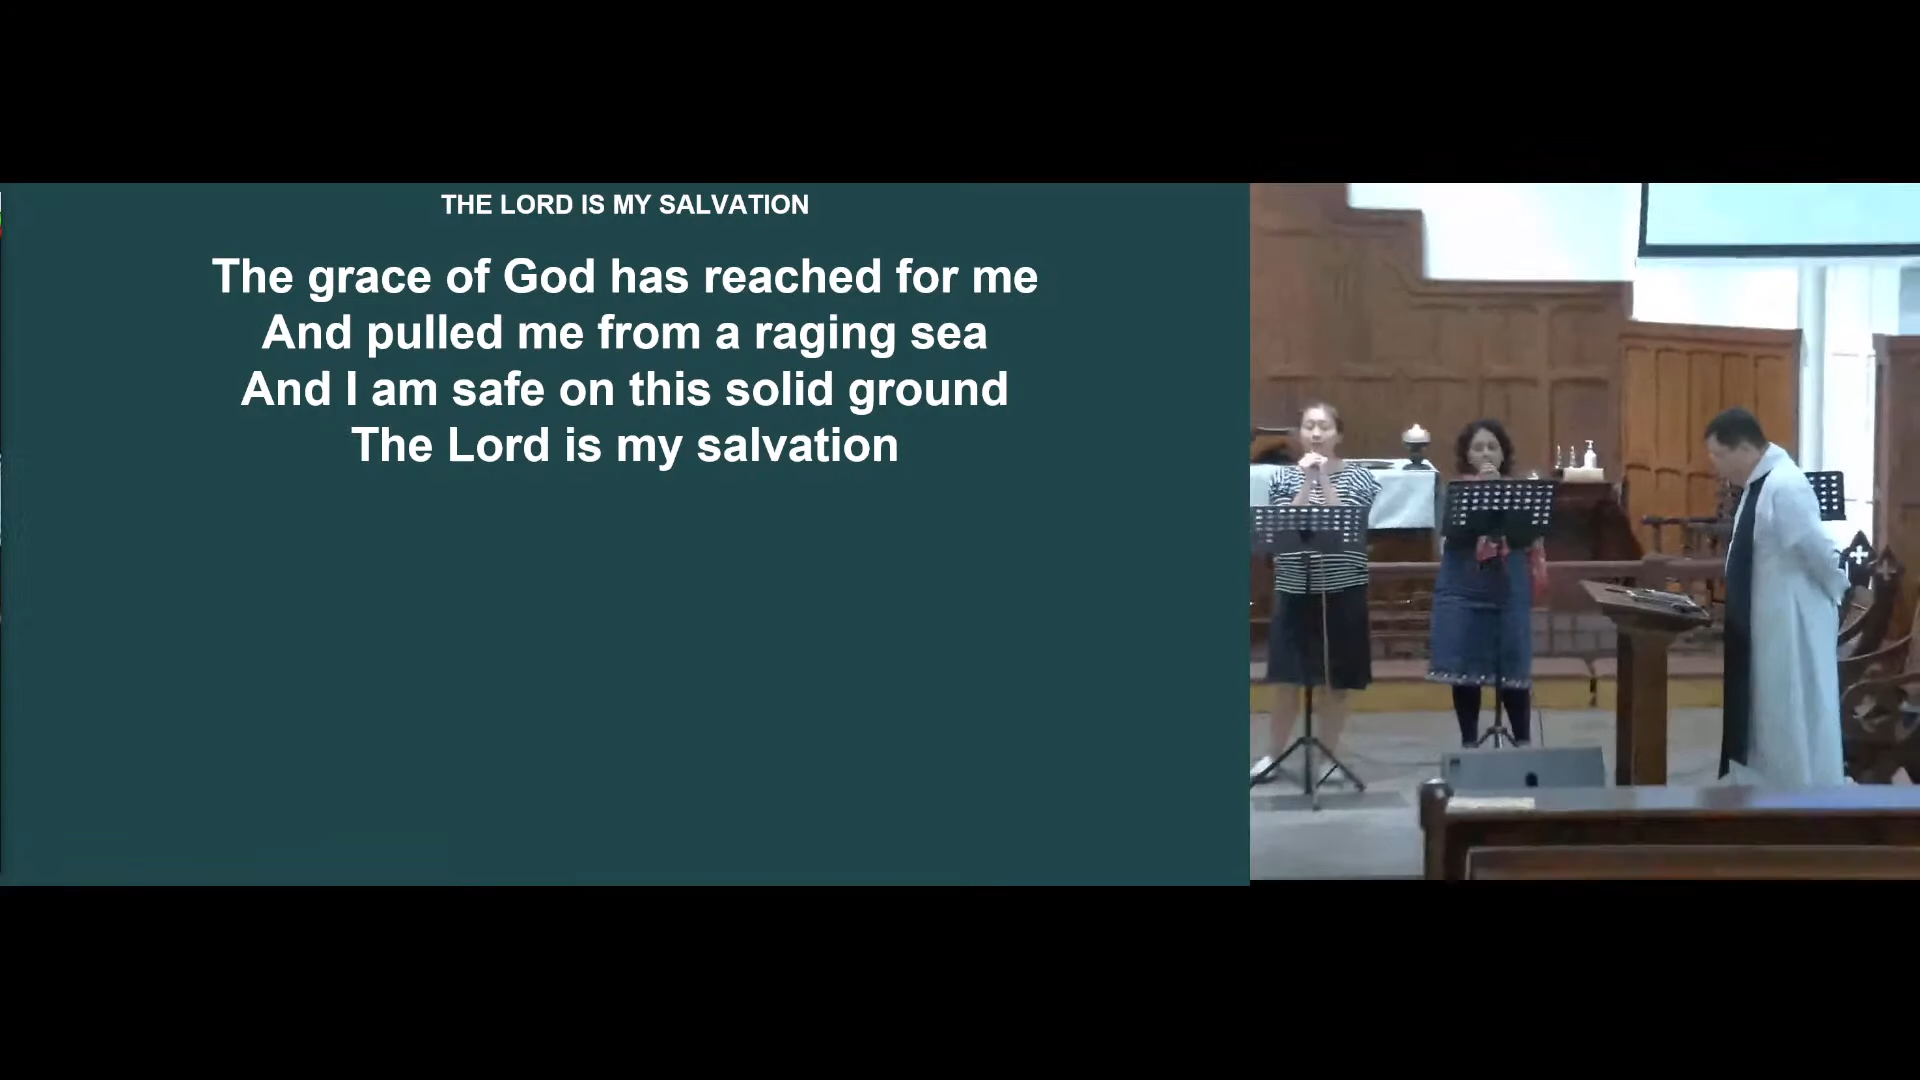 THE LORD IS MY SALVATION
The grace of God has reached for me
And pulled me from a raging sea
And I am safe on this solid ground
The Lord is my salvation